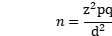 n = z²pq / d²